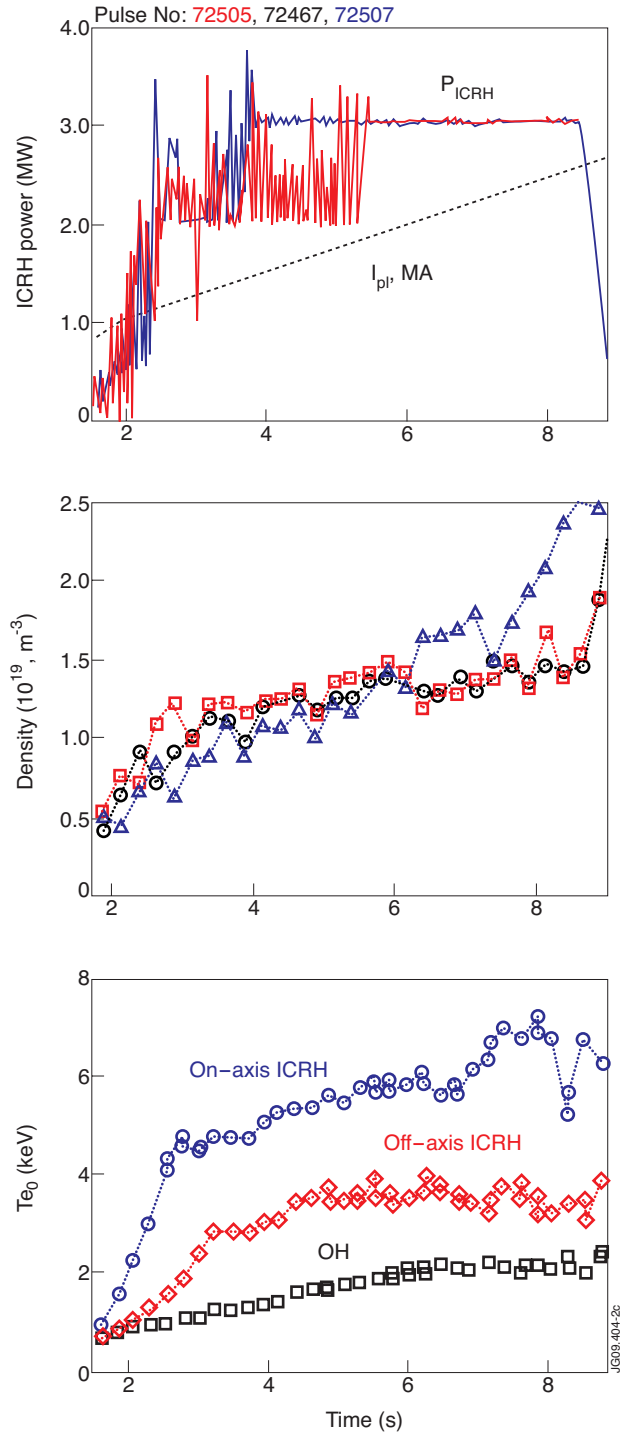 Pulse No: 72505, 72467, 72507
4.0
3.0
2.0
1.0
0
ICRH power (MW)
P_ICRH
I_pl, MA
2 4 6 8
2.5
2.0
1.5
1.0
0.5
0
Density (10^19, m^-3)
2 4 6 8
8
6
4
2
0
Te_0 (keV)
On-axis ICRH
Off-axis ICRH
OH
2 4 6 8
Time (s)
JG09.404-2c